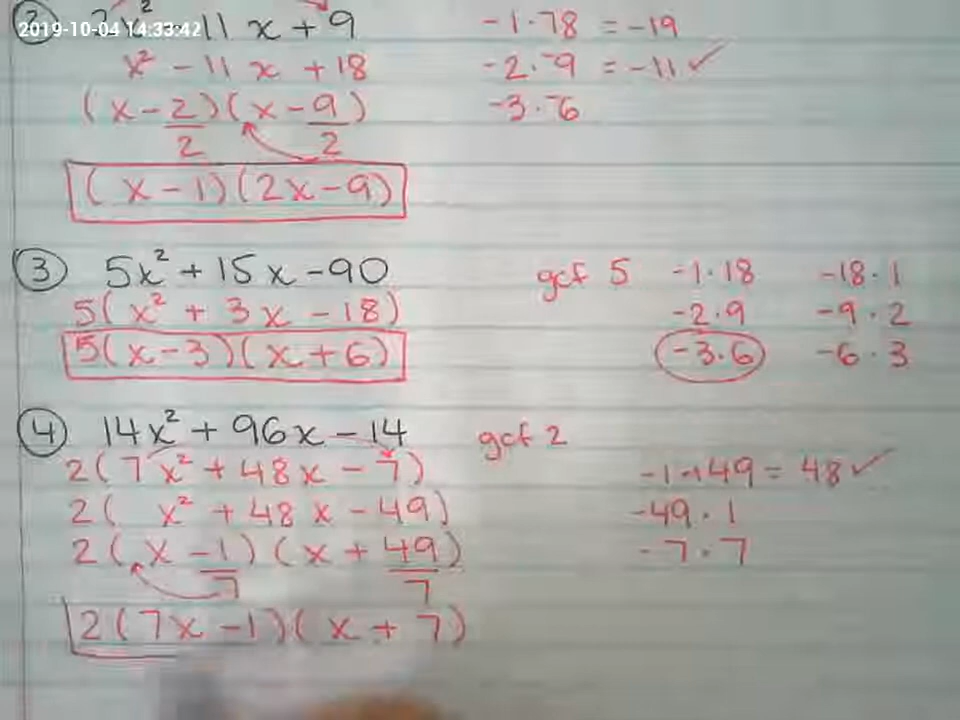 2019-10-04 14:33:42
② 2x² - 11x + 9 -1·-18 = -19
x² - 11x + 18 -2·-9 = -11 ✓
(x - 2/2)(x - 9/2) -3·-6
(x - 1)(2x - 9)
③ 5x² + 15x - 90 gcf 5 -1·18 -18·1
5(x² + 3x - 18) -2·9 -9·2
5(x - 3)(x + 6) -3·6 -6·3
④ 14x² + 96x - 14 gcf 2
2(7x² + 48x - 7) -1·+49 = 48 ✓
2( x² + 48x - 49) -49·1
2(x - 1/7)(x + 49/7) -7·7
2(7x - 1)(x + 7)